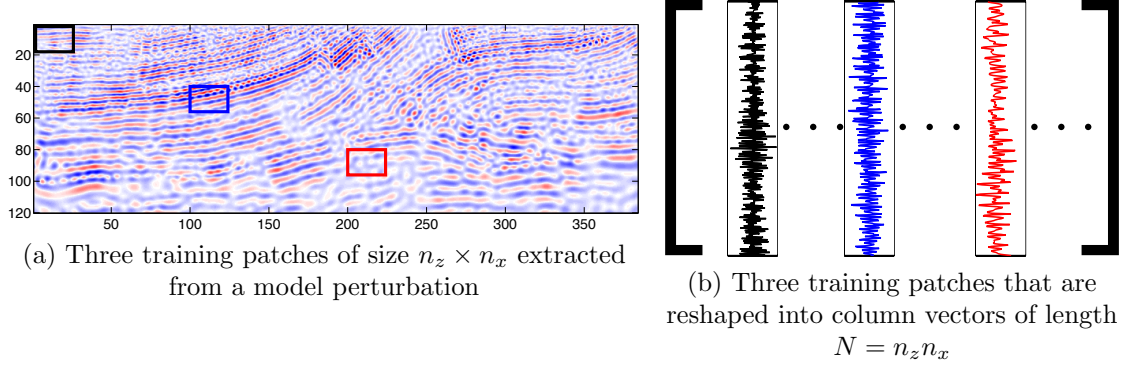 20
40
60
80
100
120
50 100 150 200 250 300 350
(a) Three training patches of size n_z × n_x extracted
from a model perturbation
(b) Three training patches that are
reshaped into column vectors of length
N = n_z n_x